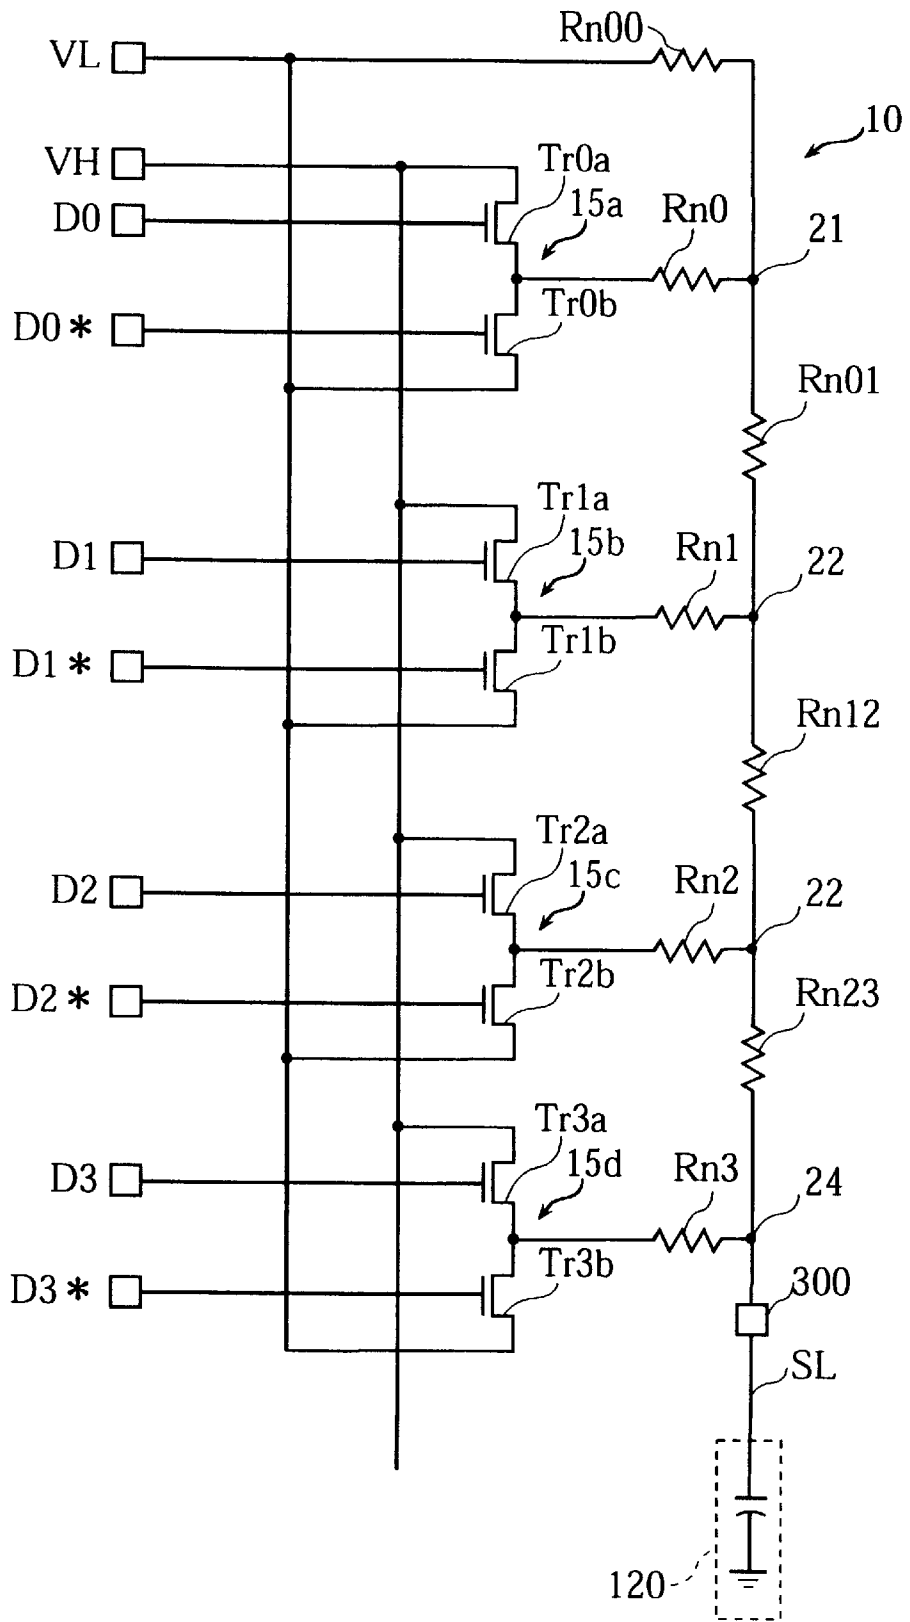 Rn00
VL
10
VH
Tr0a
D0
15a
Rn0
21
D0*
Tr0b
Rn01
Tr1a
15b
D1
Rn1
22
D1*
Tr1b
Rn12
Tr2a
15c
D2
Rn2
22
D2*
Tr2b
Rn23
Tr3a
15d
D3
Rn3
24
D3*
Tr3b
300
SL
120